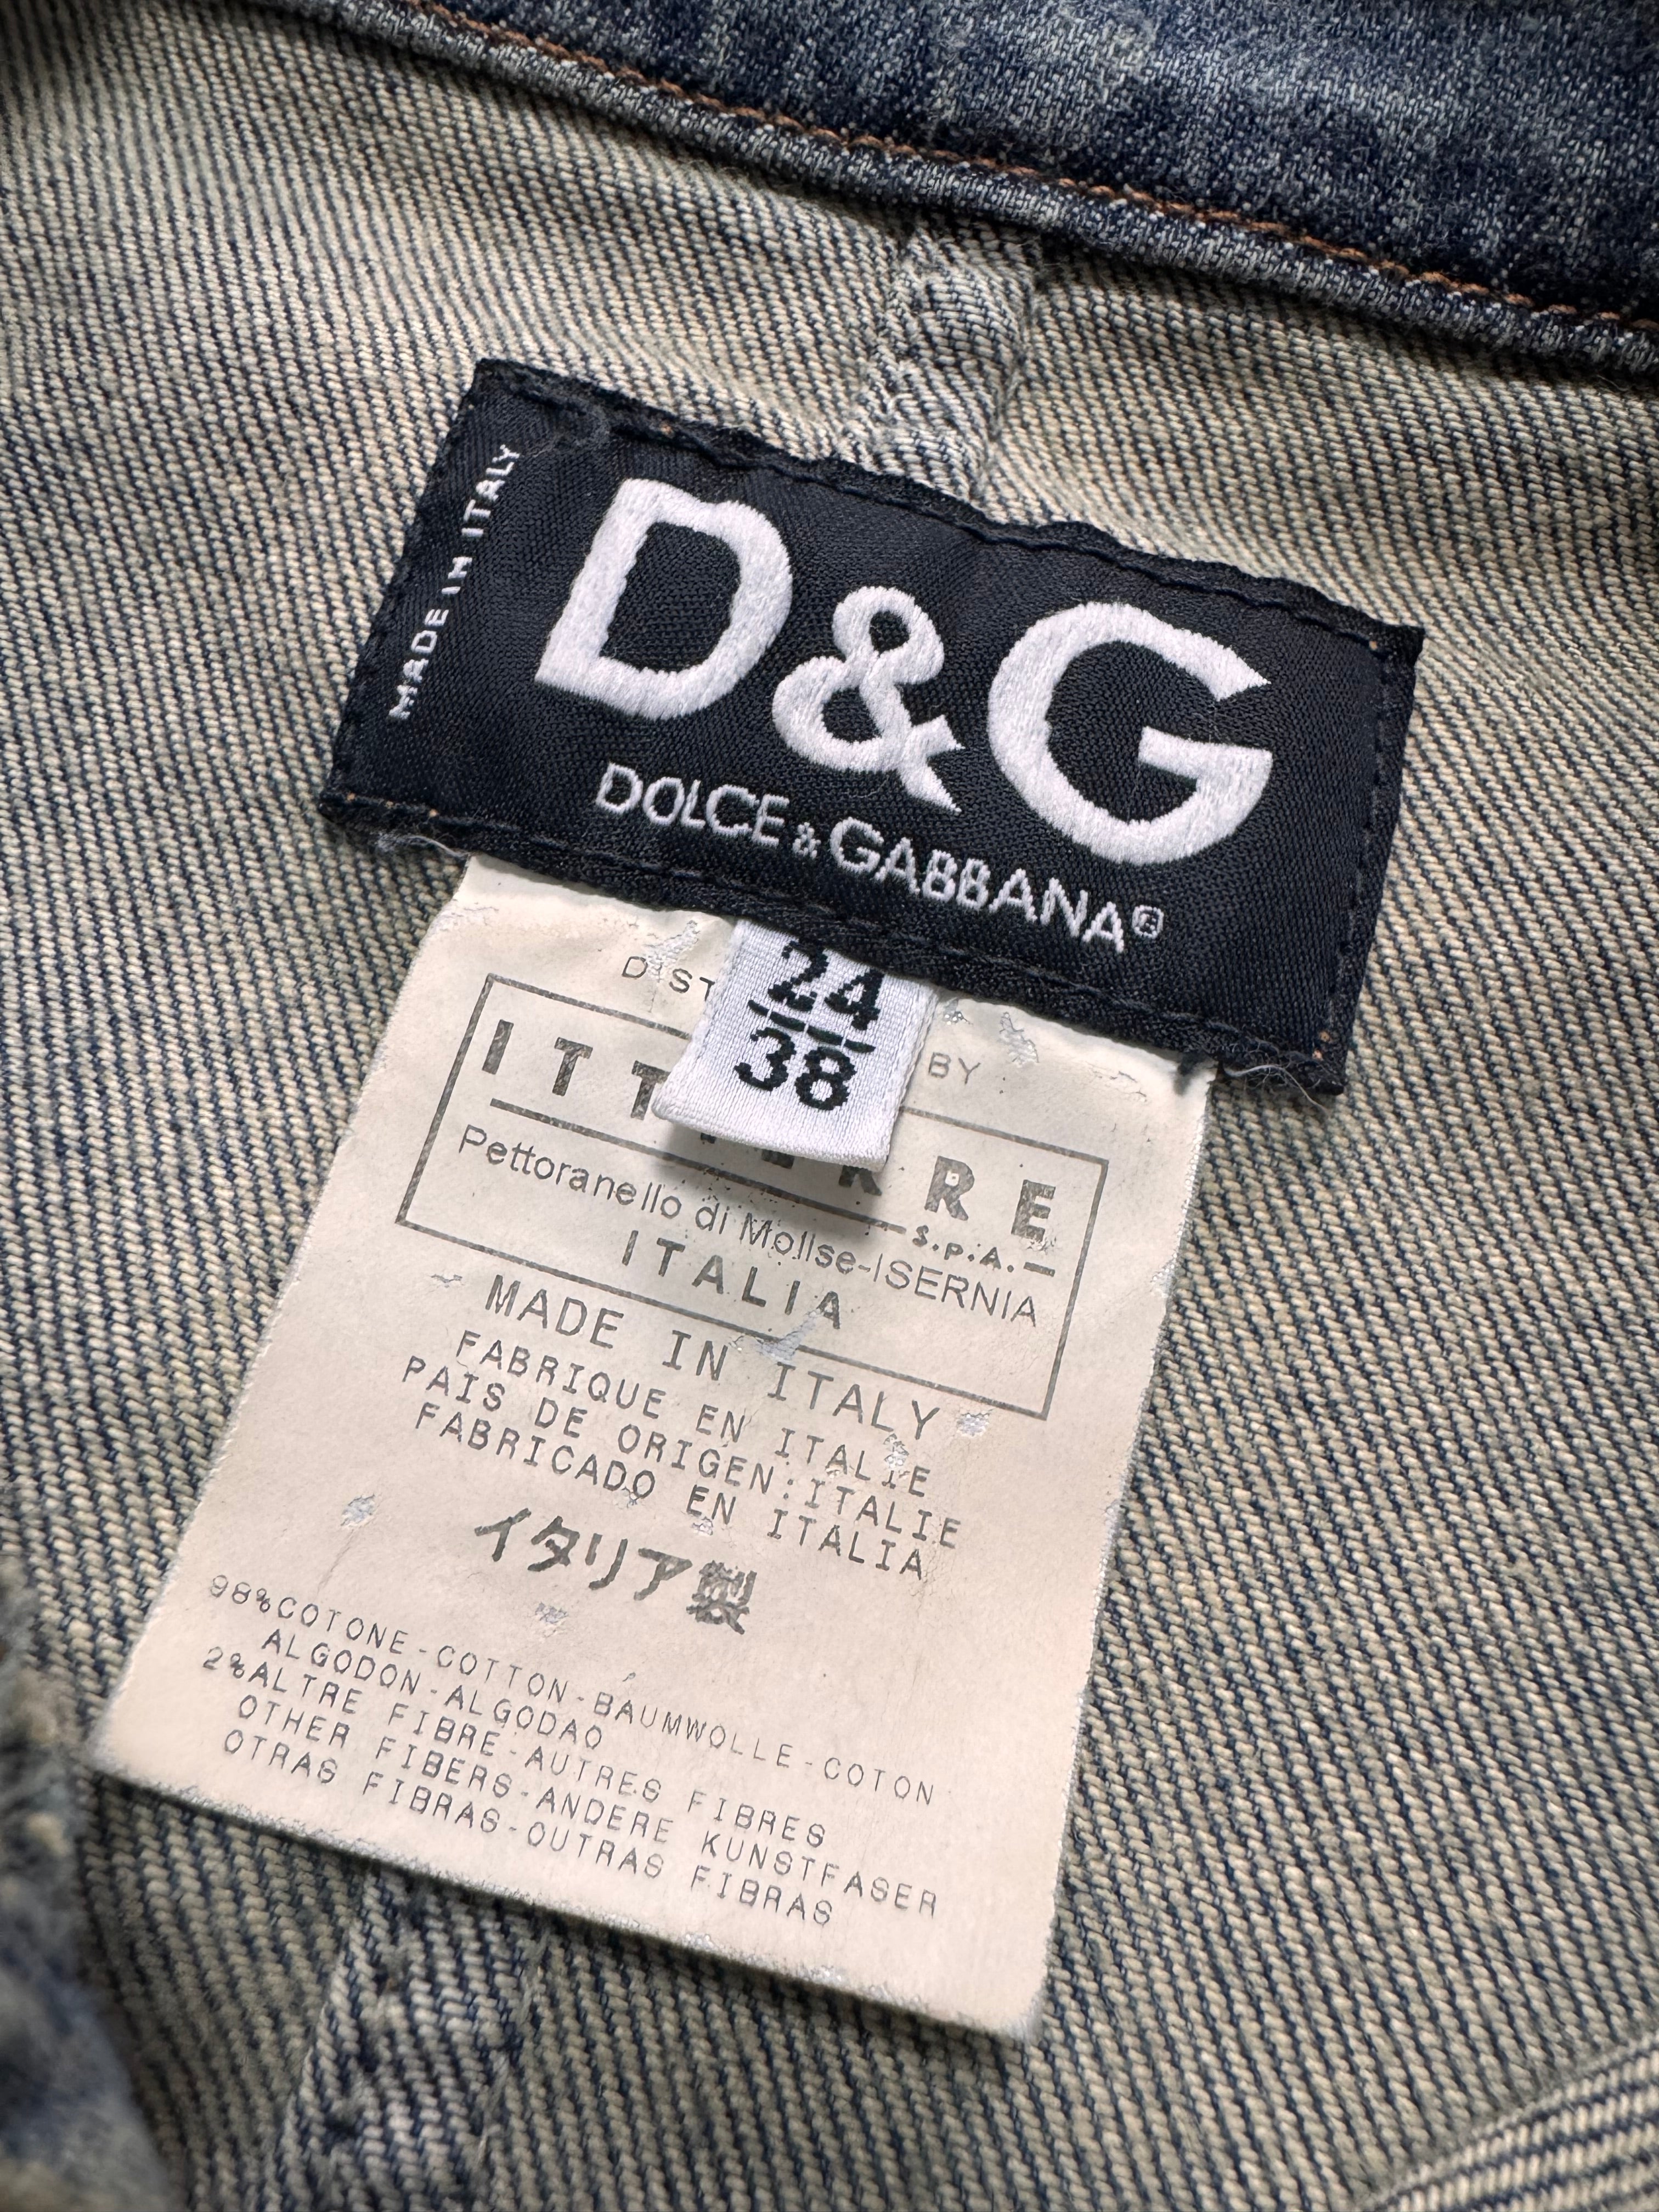 MADE IN ITALY
D&G
DOLCE & GABBANA®
24
38
BY
ITTIERRE
S.p.A.
Pettoranello di Molise-ISERNIA
ITALIA
MADE IN ITALY
FABRIQUE EN ITALIE
PAIS DE ORIGEN:ITALIE
FABRICADO EN ITALIA
イタリア製
98%COTONE-COTTON-BAUMWOLLE-COTON
ALGODON-ALGODAO
2%ALTRE FIBRE-AUTRES FIBRES
OTHER FIBERS-ANDERE KUNSTFASER
OTRAS FIBRAS-OUTRAS FIBRAS